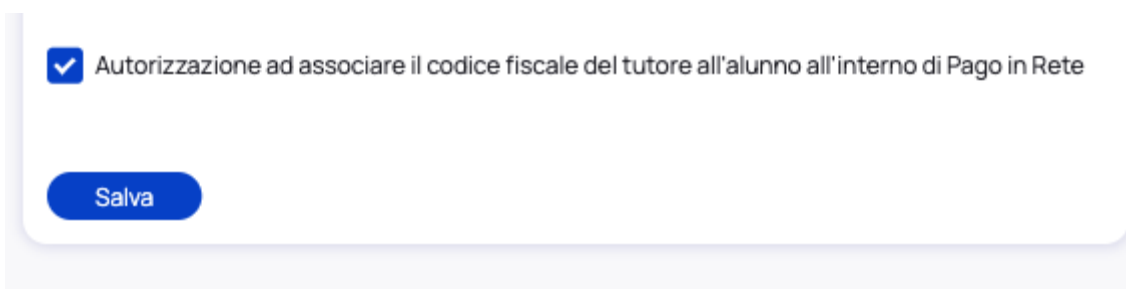 Autorizzazione ad associare il codice fiscale del tutore all'alunno all'interno di Pago in Rete
Salva